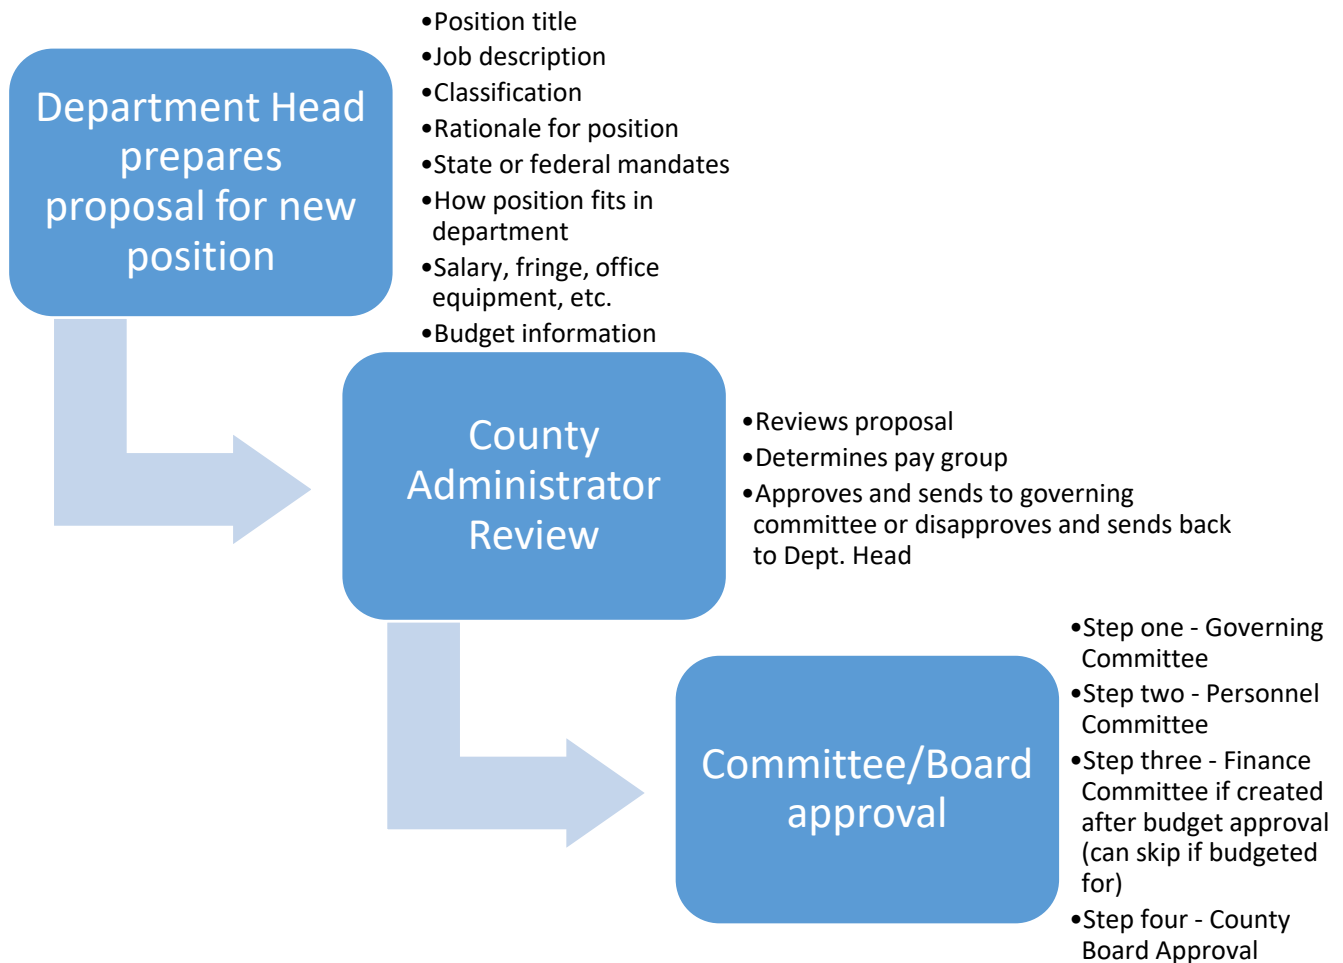 Department Head
prepares
proposal for new
position
•Position title
•Job description
•Classification
•Rationale for position
•State or federal mandates
•How position fits in
department
•Salary, fringe, office
equipment, etc.
•Budget information
County
Administrator
Review
•Reviews proposal
•Determines pay group
•Approves and sends to governing
committee or disapproves and sends back
to Dept. Head
Committee/Board
approval
•Step one - Governing
Committee
•Step two - Personnel
Committee
•Step three - Finance
Committee if created
after budget approval
(can skip if budgeted
for)
•Step four - County
Board Approval